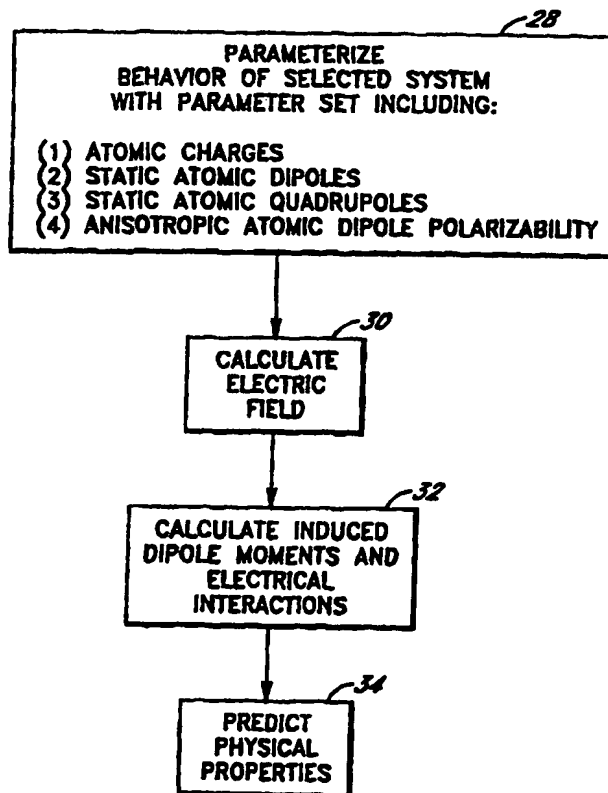 28
PARAMETERIZE
BEHAVIOR OF SELECTED SYSTEM
WITH PARAMETER SET INCLUDING:
(1) ATOMIC CHARGES
(2) STATIC ATOMIC DIPOLES
(3) STATIC ATOMIC QUADRUPOLES
(4) ANISOTROPIC ATOMIC DIPOLE POLARIZABILITY
30
CALCULATE
ELECTRIC
FIELD
32
CALCULATE INDUCED
DIPOLE MOMENTS AND
ELECTRICAL
INTERACTIONS
34
PREDICT
PHYSICAL
PROPERTIES